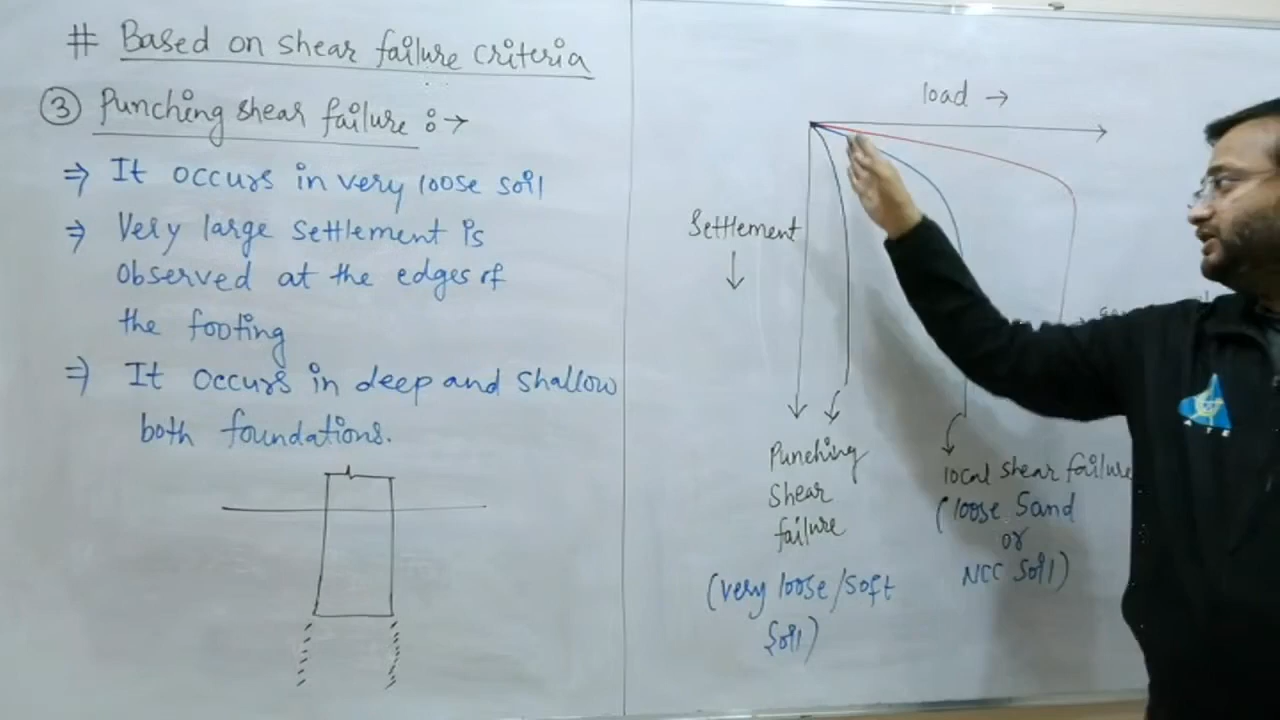 # Based on shear failure criteria
③ Punching shear failure :→
⇒ It occurs in very loose soil
⇒ Very large settlement is
observed at the edges of
the footing
⇒ It occurs in deep and shallow
both foundations.
load →
Settlement
↓
Punching
shear
failure
(very loose/soft
soil)
local shear failure
(loose sand
or
NCC soil)